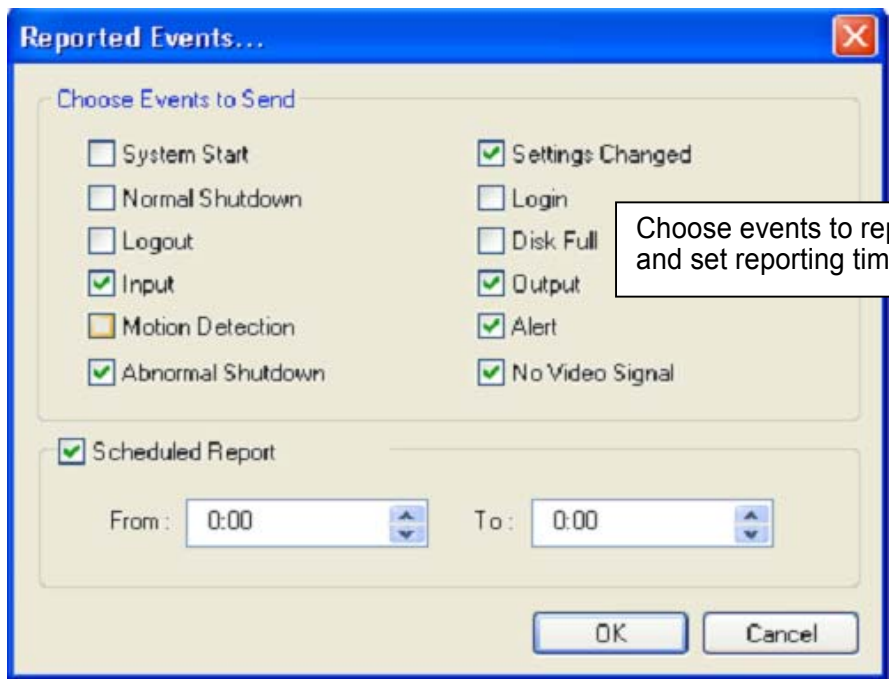 Reported Events...
Choose Events to Send
System Start
Settings Changed
Normal Shutdown
Login
Logout
Disk Full
Choose events to
and set reporting
Input
Output
Motion Detection
Alert
Abnormal Shutdown
No Video Signal
Scheduled Report
From : 0:00 To : 0:00
OK Cancel